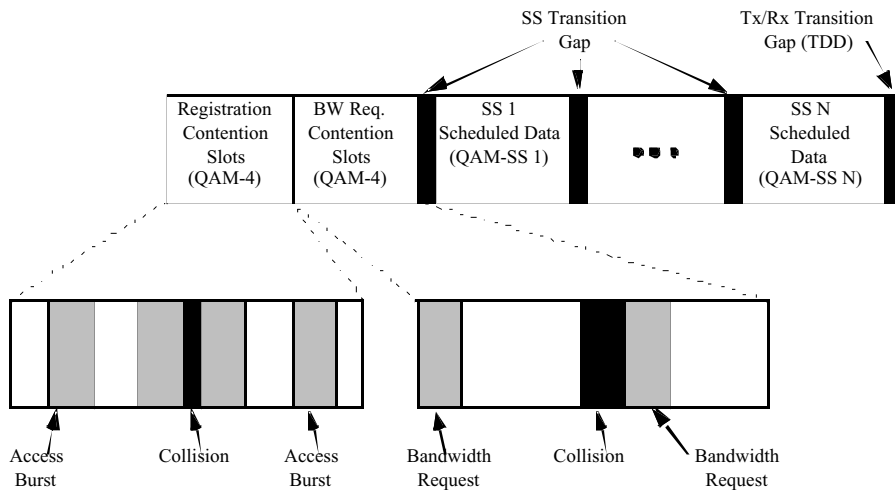 SS Transition
Gap
Tx/Rx Transition
Gap (TDD)
Registration
Contention
Slots
(QAM-4)
BW Req.
Contention
Slots
(QAM-4)
SS 1
Scheduled Data
(QAM-SS 1)
SS N
Scheduled
Data
(QAM-SS N)
Access
Burst
Collision
Access
Burst
Bandwidth
Request
Collision
Bandwidth
Request